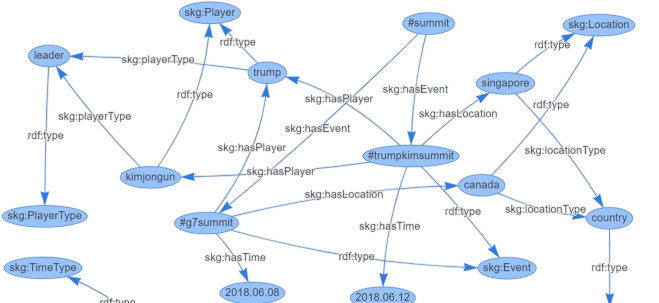 skg:Player
#summit
skg:Location
rdf:type
rdf:type
leader
skg:playerType
trump
singapore
skg:hasEvent
rdf:type
skg:hasPlayer
rdf:type
skg:hasLocation
skg:playerType
skg:hasEvent
rdf:type
skg:hasPlayer
skg:locationType
#trumpkimsummit
skg:hasPlayer
kimjongun
canada
skg:hasLocation
skg:PlayerType
#g7summit
skg:hasTime
rdf:type
skg:locationType
country
skg:hasTime
rdf:type
skg:TimeType
skg:Event
rdf:type
2018.06.08
2018.06.12
rdf:type